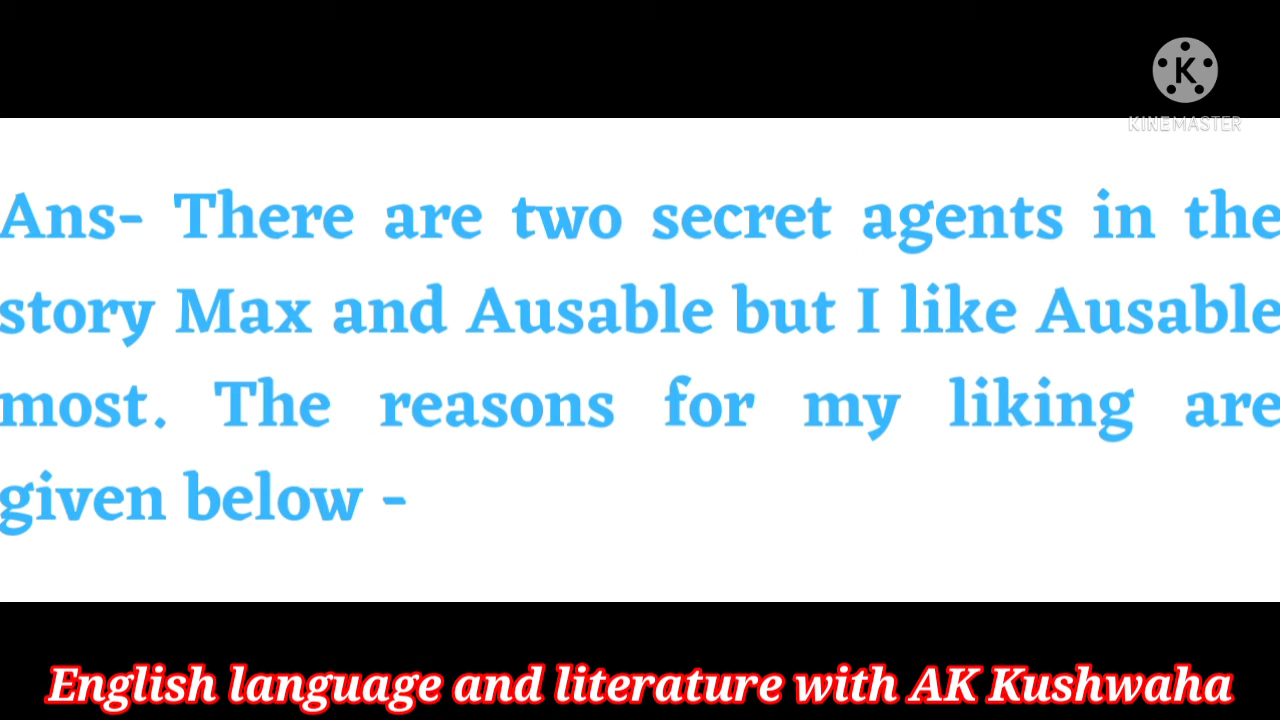 K
KINEMASTER
Ans- There are two secret agents in the
story Max and Ausable but I like Ausable
most. The reasons for my liking are
given below -
English language and literature with AK Kushwaha